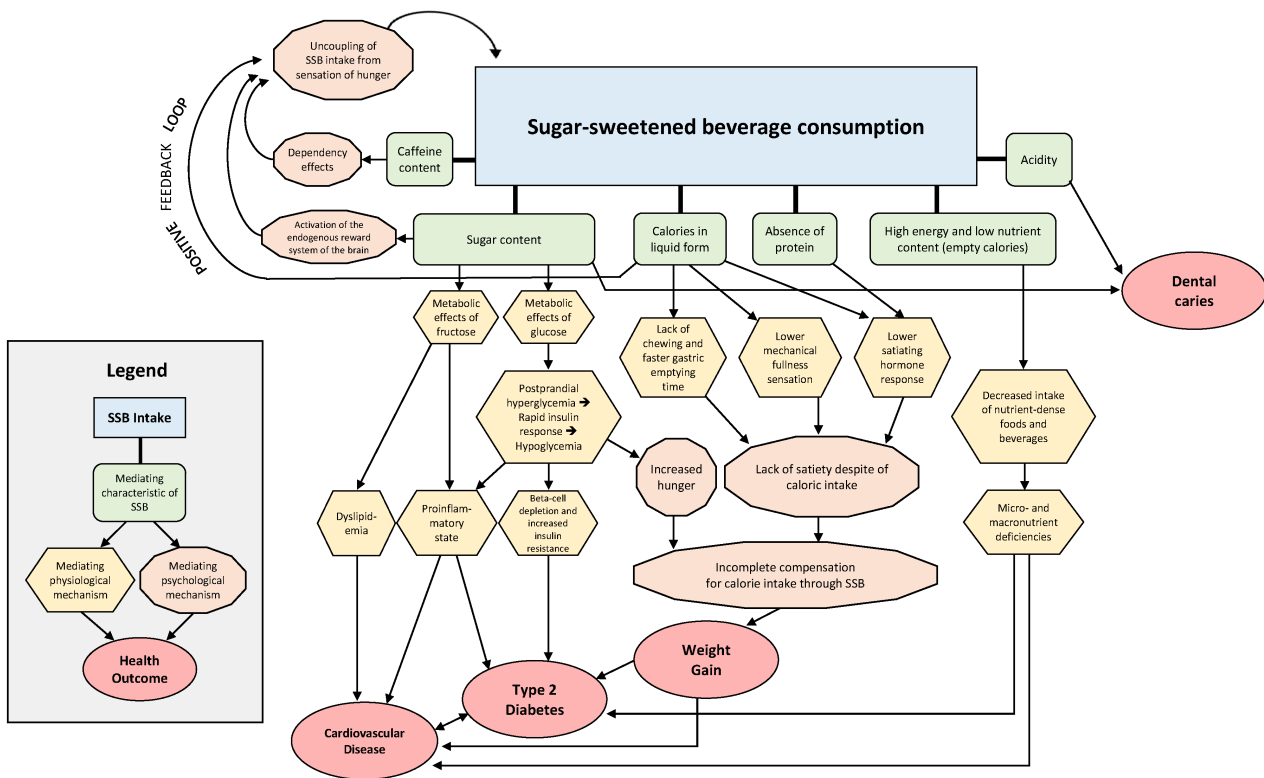 Uncoupling of
SSB intake from
sensation of hunger
POSITIVE FEEDBACK LOOP
Sugar-sweetened beverage consumption
Dependency
effects
Caffeine
content
Acidity
Activation of the
endogenous reward
system of the brain
Sugar content
Calories in
liquid form
Absence of
protein
High energy and low nutrient
content (empty calories)
Dental
caries
Metabolic
effects of
fructose
Metabolic
effects of
glucose
Lack of
chewing and
faster gastric
emptying
time
Lower
mechanical
fullness
sensation
Lower
satiating
hormone
response
Postprandial
hyperglycemia ➔
Rapid insulin
response ➔
Hypoglycemia
Decreased intake
of nutrient-dense
foods and
beverages
Increased
hunger
Lack of satiety despite of
caloric intake
Dyslipid-
emia
Proinflam-
matory
state
Beta-cell
depletion and
increased
insulin
resistance
Micro- and
macronutrient
deficiencies
Incomplete compensation
for calorie intake through SSB
Weight
Gain
Type 2
Diabetes
Cardiovascular
Disease
Legend
SSB Intake
Mediating
characteristic of
SSB
Mediating
physiological
mechanism
Mediating
psychological
mechanism
Health
Outcome